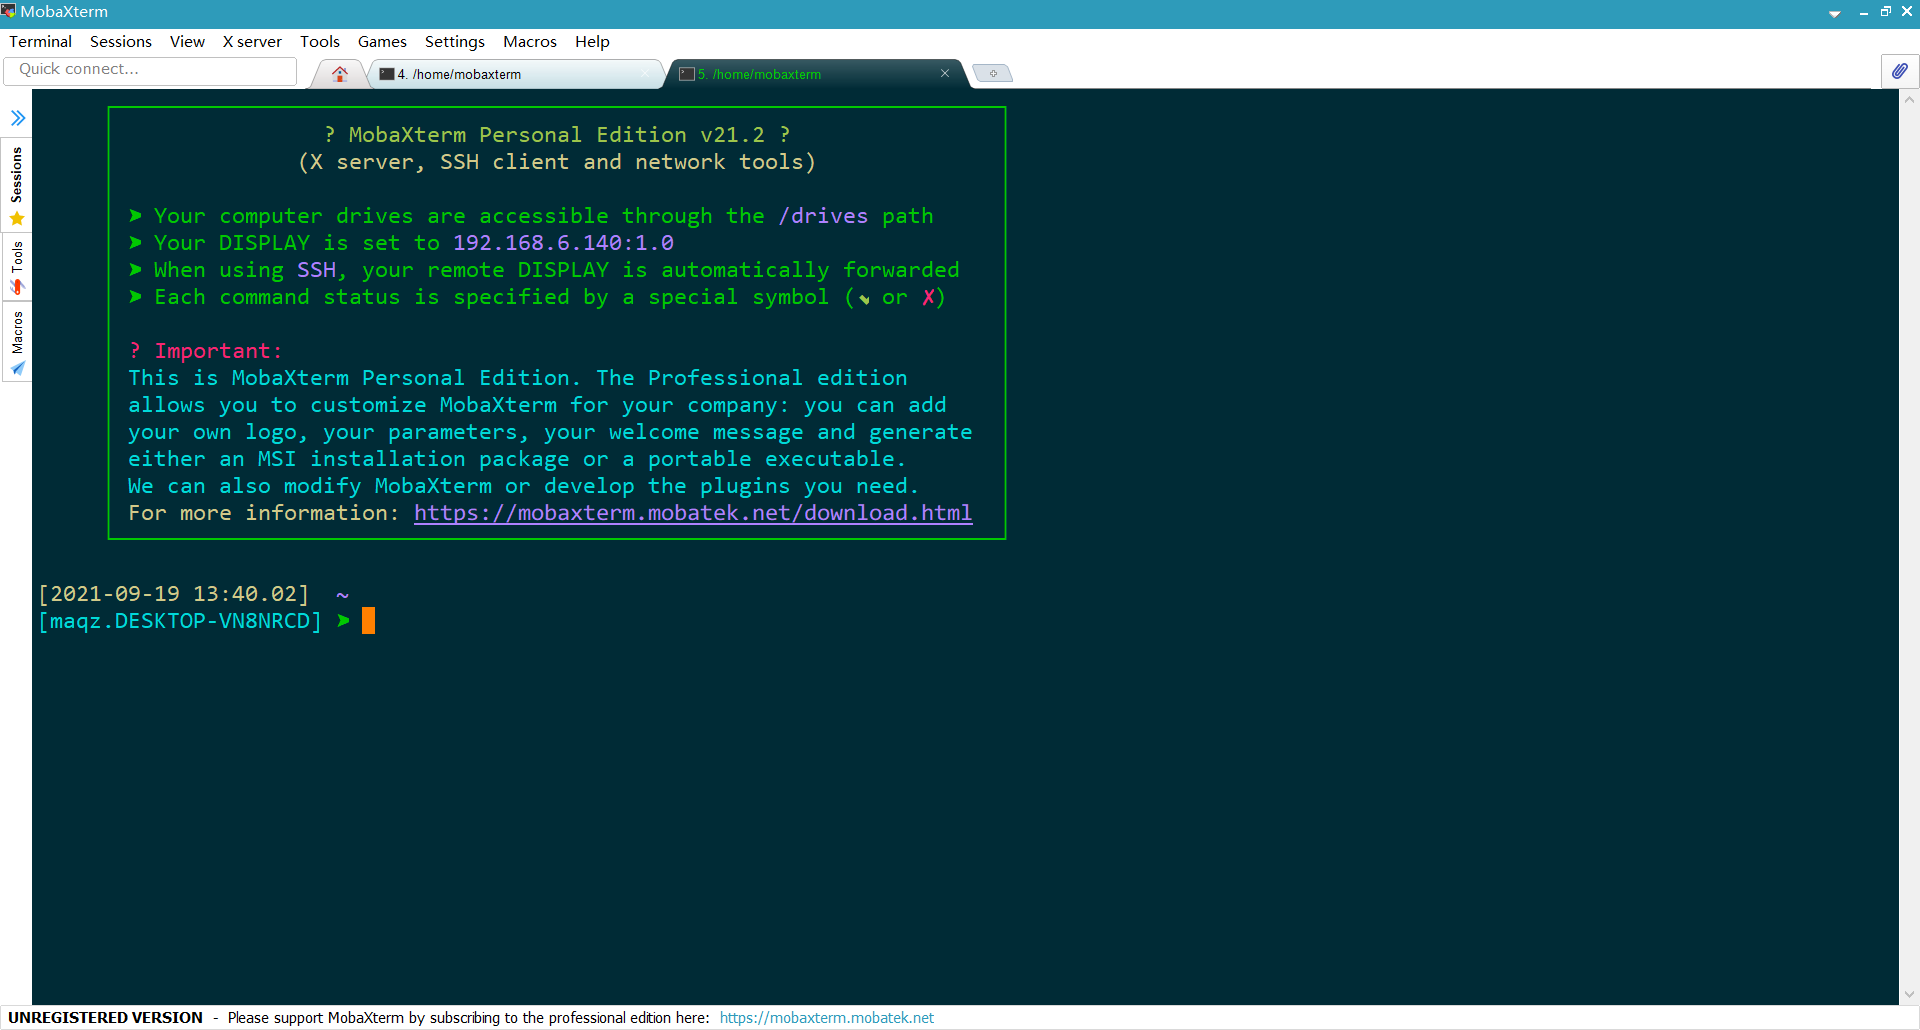 MobaXterm
Terminal Sessions View X server Tools Games Settings Macros Help
Quick connect...
4. /home/mobaxterm
5. /home/mobaxterm
Sessions
Tools
Macros
? MobaXterm Personal Edition v21.2 ?
(X server, SSH client and network tools)
➤ Your computer drives are accessible through the /drives path
➤ Your DISPLAY is set to 192.168.6.140:1.0
➤ When using SSH, your remote DISPLAY is automatically forwarded
➤ Each command status is specified by a special symbol (✔ or ✗)
? Important:
This is MobaXterm Personal Edition. The Professional edition
allows you to customize MobaXterm for your company: you can add
your own logo, your parameters, your welcome message and generate
either an MSI installation package or a portable executable.
We can also modify MobaXterm or develop the plugins you need.
For more information: https://mobaxterm.mobatek.net/download.html
[2021-09-19 13:40.02] ~
[maqz.DESKTOP-VN8NRCD] ➤
UNREGISTERED VERSION - Please support MobaXterm by subscribing to the professional edition here: https://mobaxterm.mobatek.net